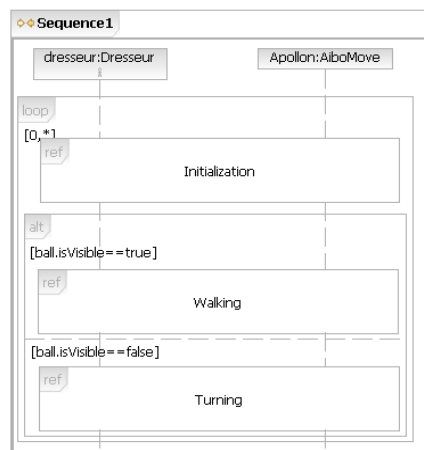 Sequence1
dresseur:Dresseur
Apollon:AiboMove
loop
[0,*]
ref
Initialization
alt
[ball.isVisible==true]
ref
Walking
[ball.isVisible==false]
ref
Turning